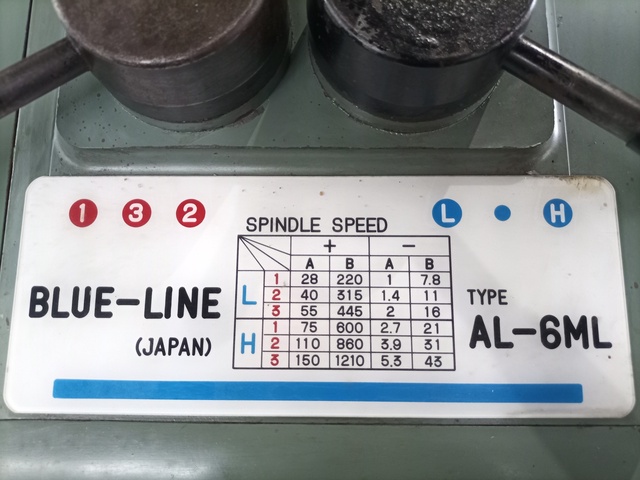 1 3 2
L • H
SPINDLE SPEED
+ −
A B A B
L 1 28 220 1 7.8
2 40 315 1.4 11
3 55 445 2 16
H 1 75 600 2.7 21
2 110 860 3.9 31
3 150 1210 5.3 43
BLUE-LINE
(JAPAN)
TYPE
AL-6ML